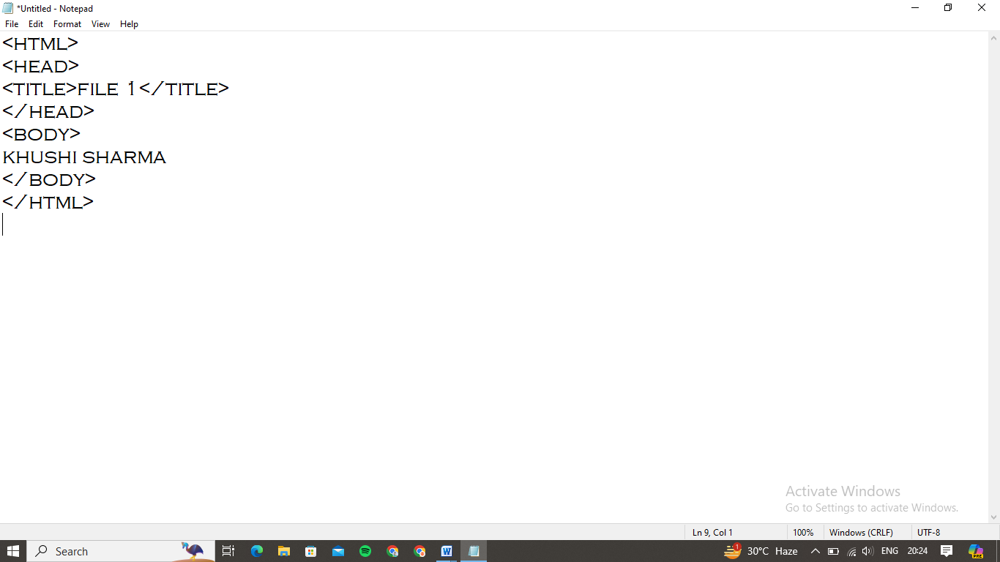 *Untitled - Notepad
File Edit Format View Help
<HTML>
<HEAD>
<TITLE>FILE 1</TITLE>
</HEAD>
<BODY>
KHUSHI SHARMA
</BODY>
</HTML>
Activate Windows
Go to Settings to activate Windows.
Ln 9, Col 1 100% Windows (CRLF) UTF-8
Search 1 30°C Haze ENG 20:24 PRE